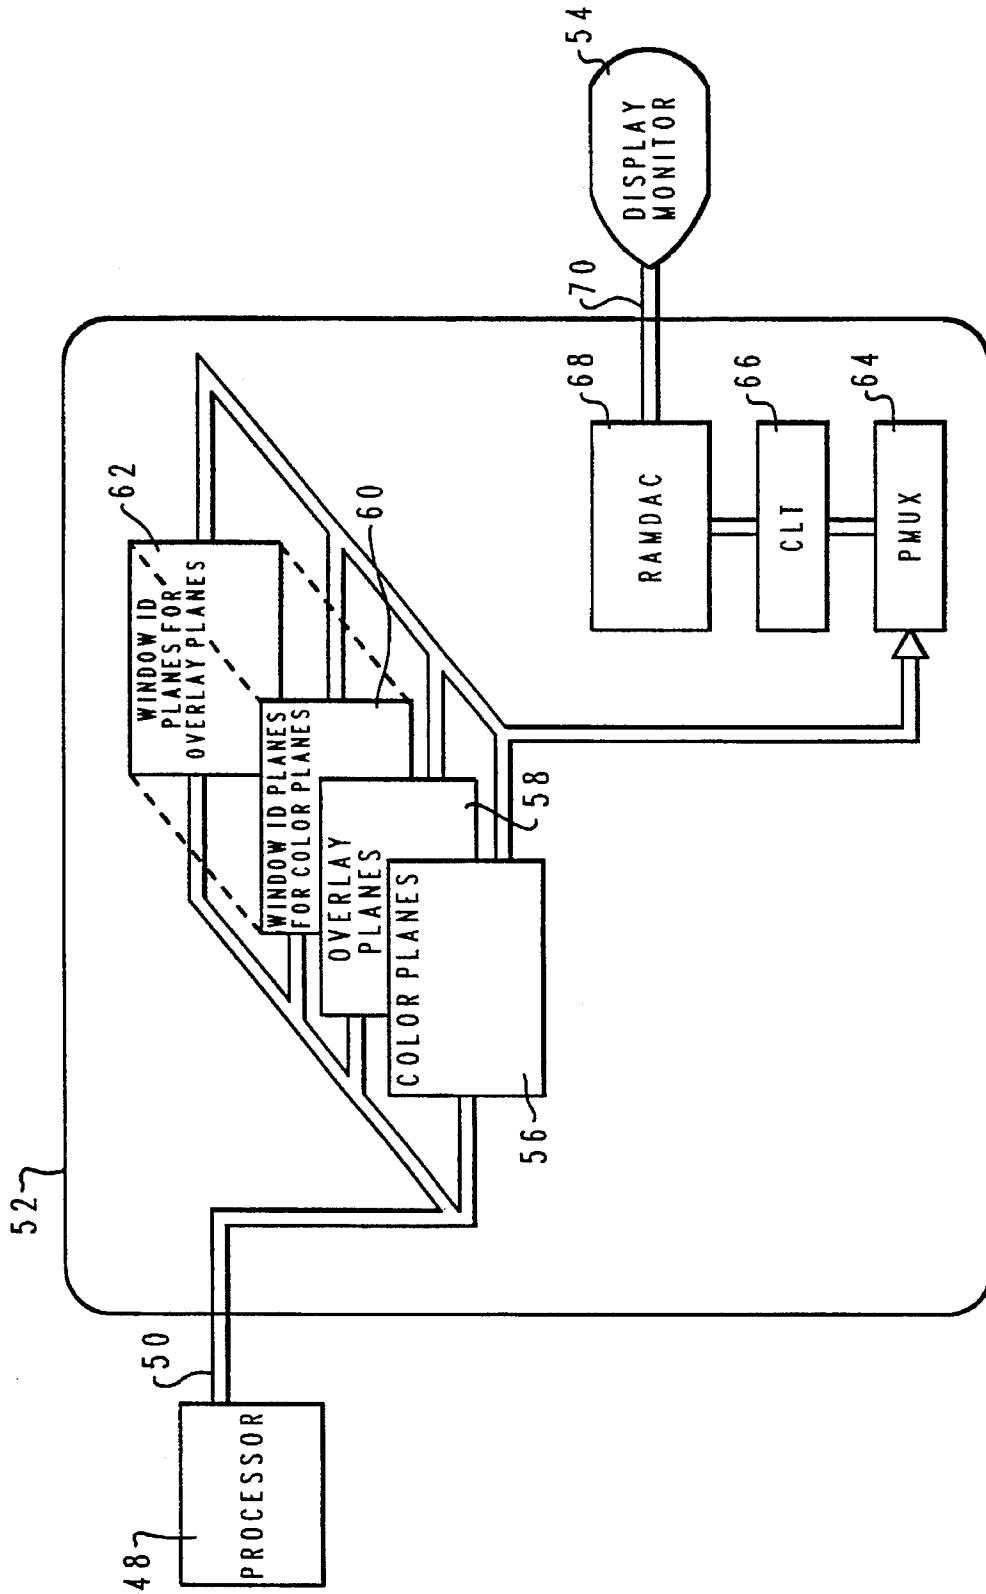 52
48
PROCESSOR
50
WINDOW ID
PLANES FOR
OVERLAY PLANES
62
WINDOW ID PLANES
FOR COLOR PLANES
60
OVERLAY
PLANES
58
COLOR PLANES
56
RAMDAC
68
CLT
66
PMUX
64
70
DISPLAY
MONITOR
54